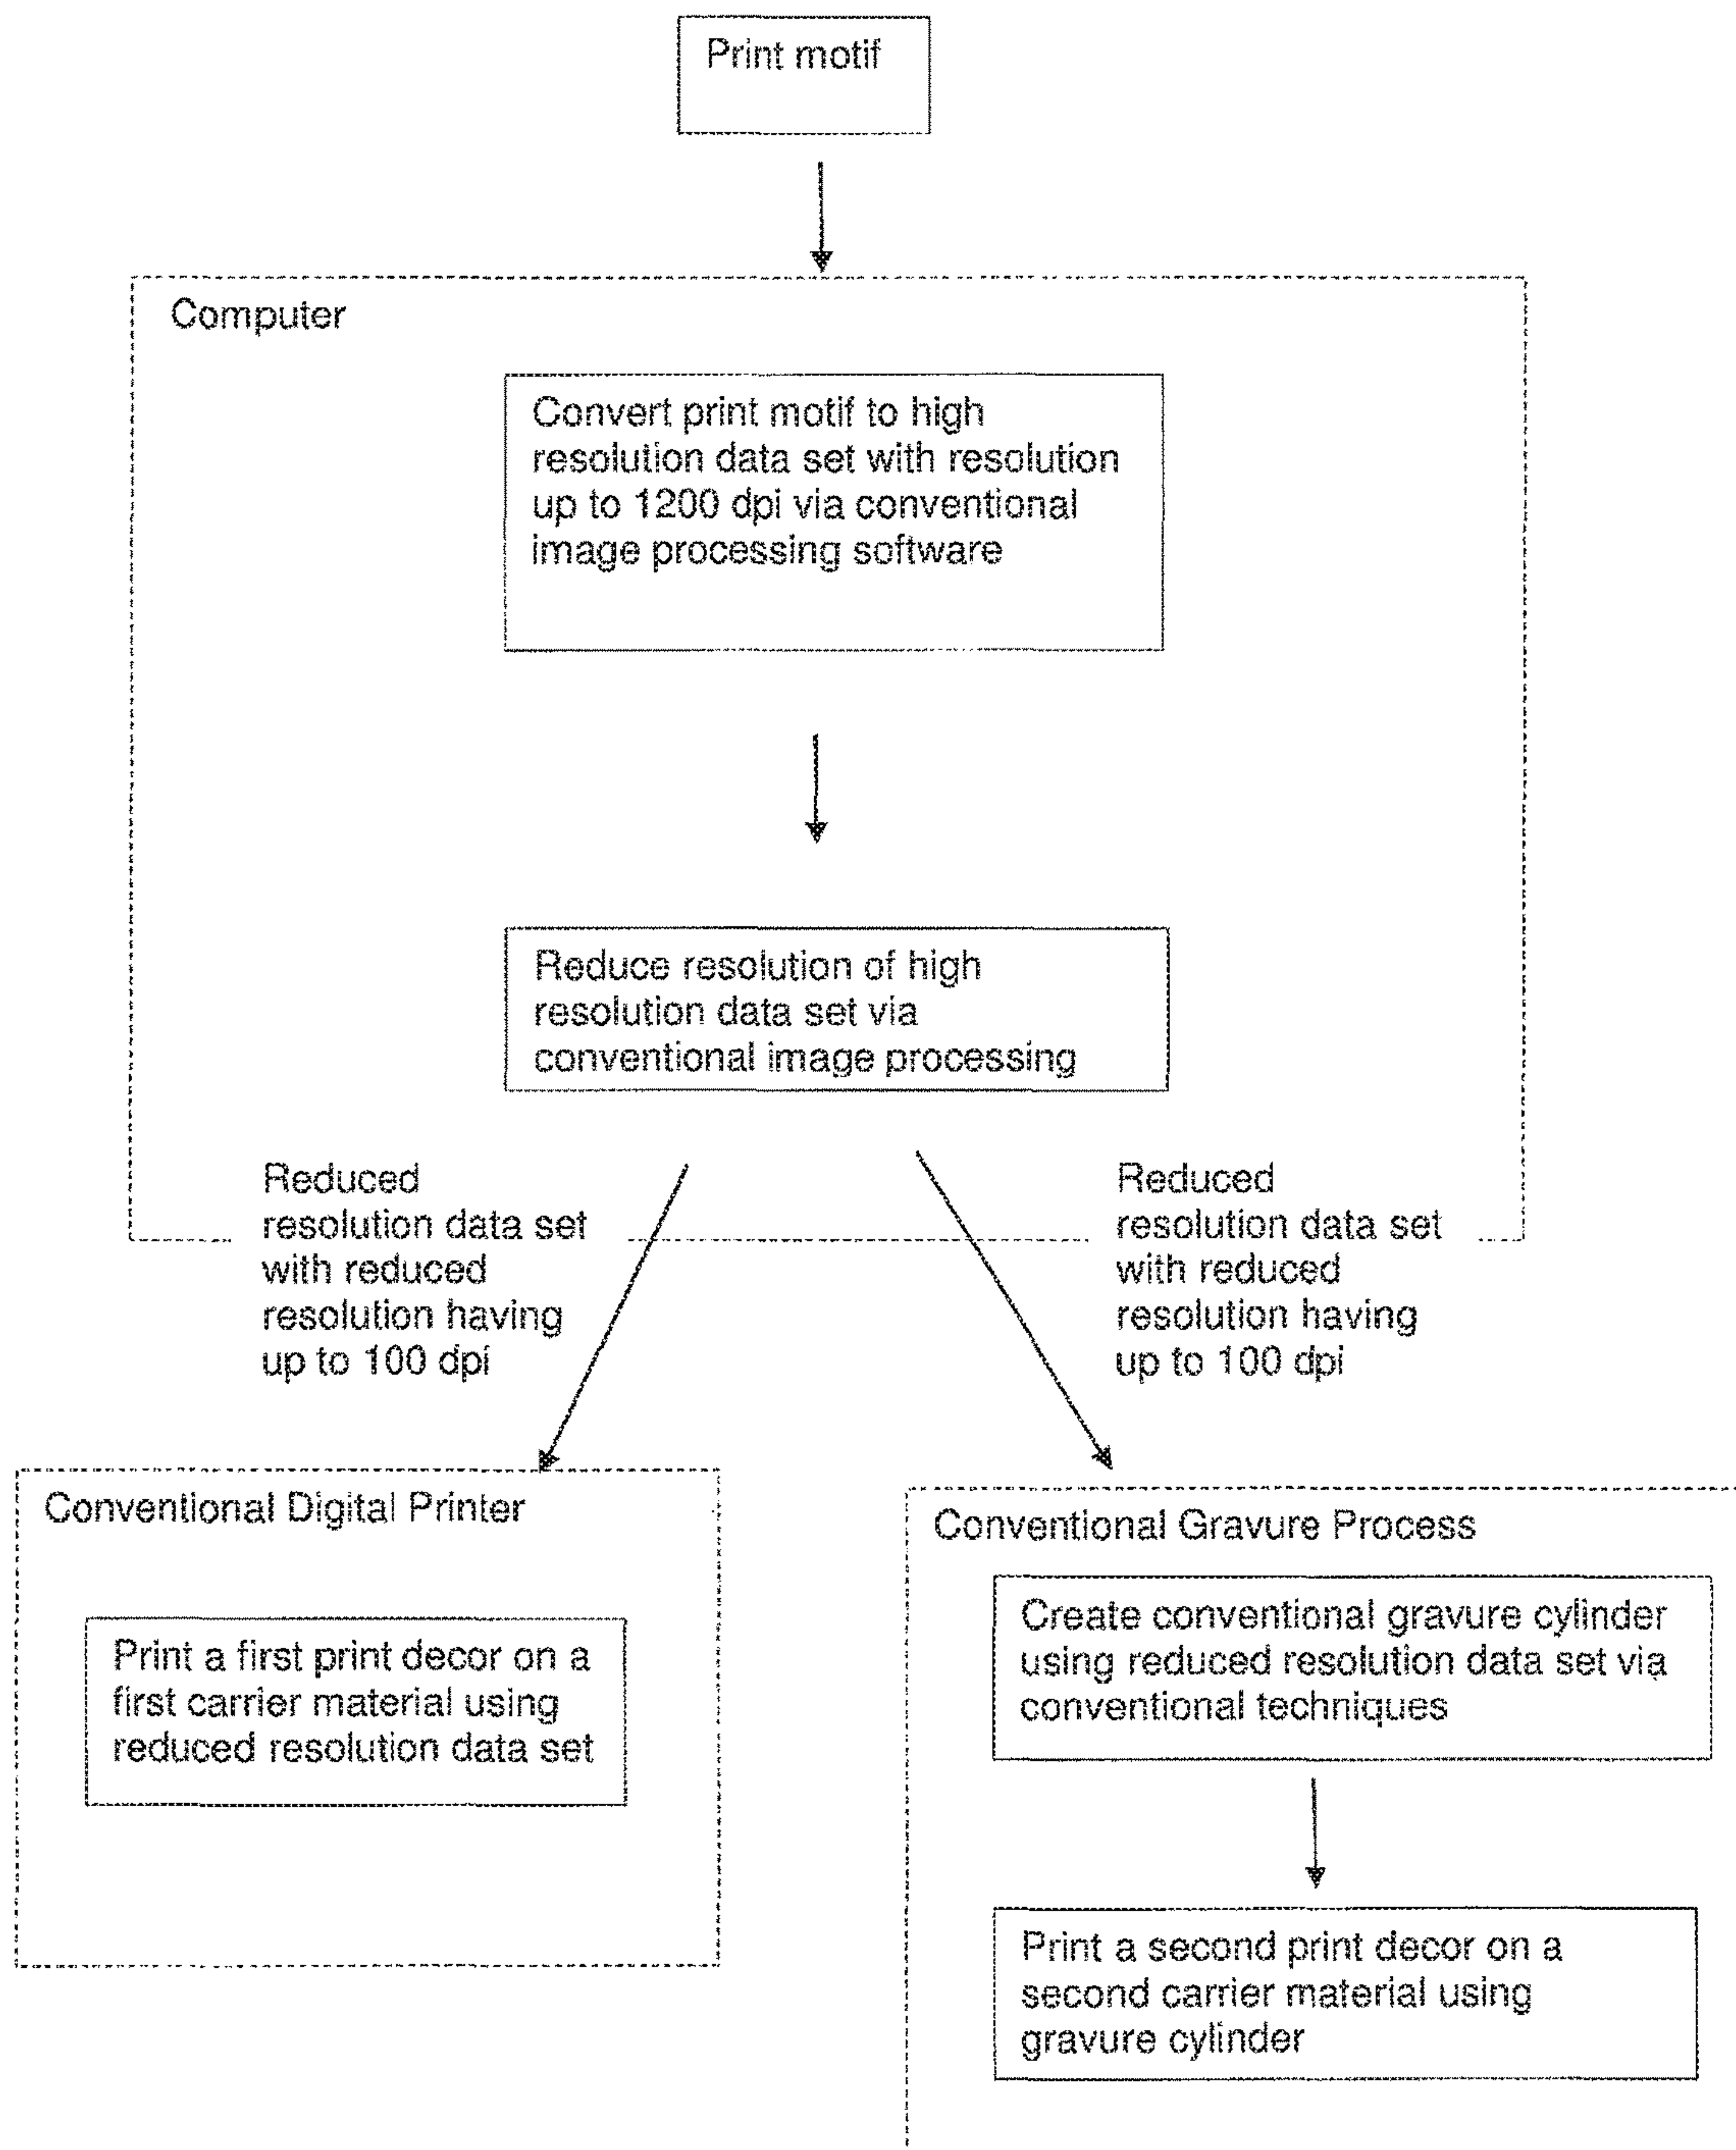 Print motif
Computer
Convert print motif to high
resolution data set with resolution
up to 1200 dpi via conventional
image processing software
Reduce resolution of high
resolution data set via
conventional image processing
Reduced
resolution data set
with reduced
resolution having
up to 100 dpi
Reduced
resolution data set
with reduced
resolution having
up to 100 dpi
Conventional Digital Printer
Print a first print decor on a
first carrier material using
reduced resolution data set
Conventional Gravure Process
Create conventional gravure cylinder
using reduced resolution data set via
conventional techniques
Print a second print decor on a
second carrier material using
gravure cylinder